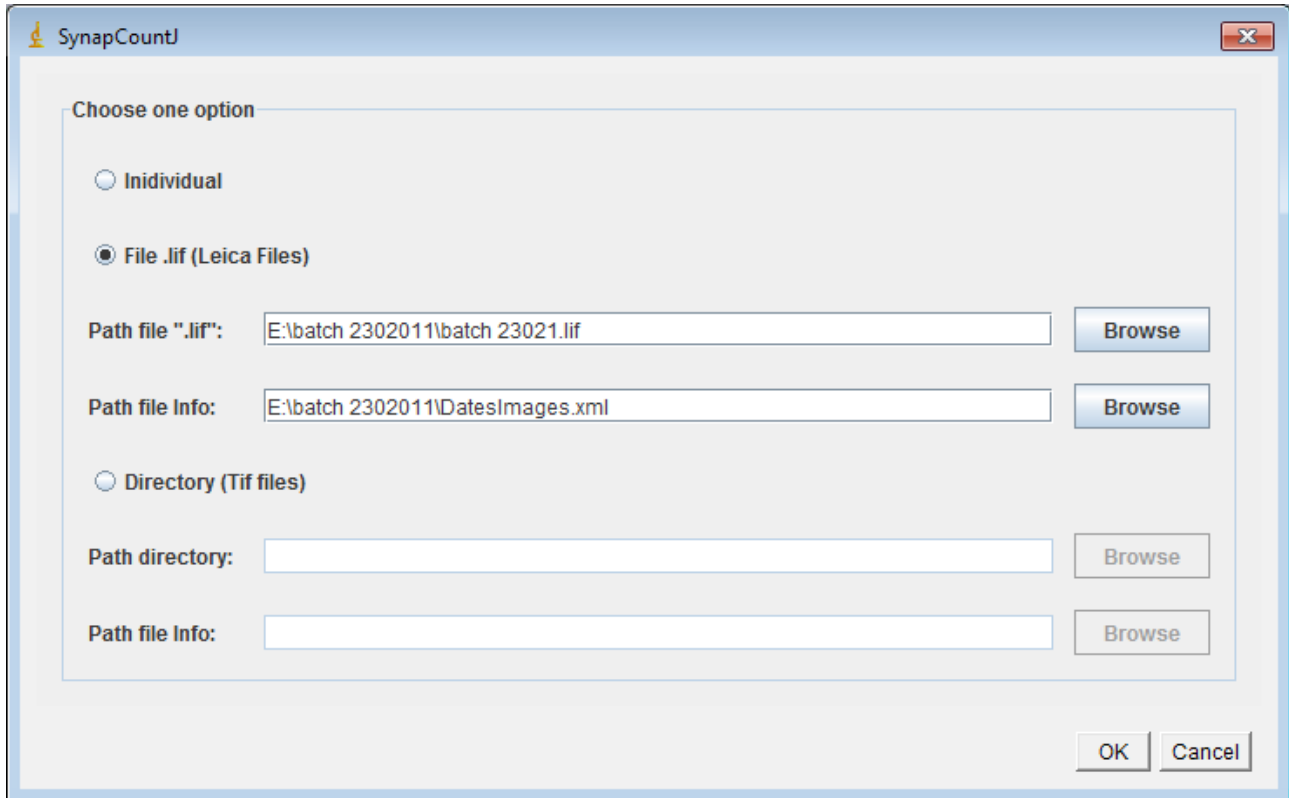 SynapCountJ
Choose one option
Inidividual
File .lif (Leica Files)
Path file ".lif": E:\batch 2302011\batch 23021.lif Browse
Path file Info: E:\batch 2302011\DatesImages.xml Browse
Directory (Tif files)
Path directory: Browse
Path file Info: Browse
OK Cancel